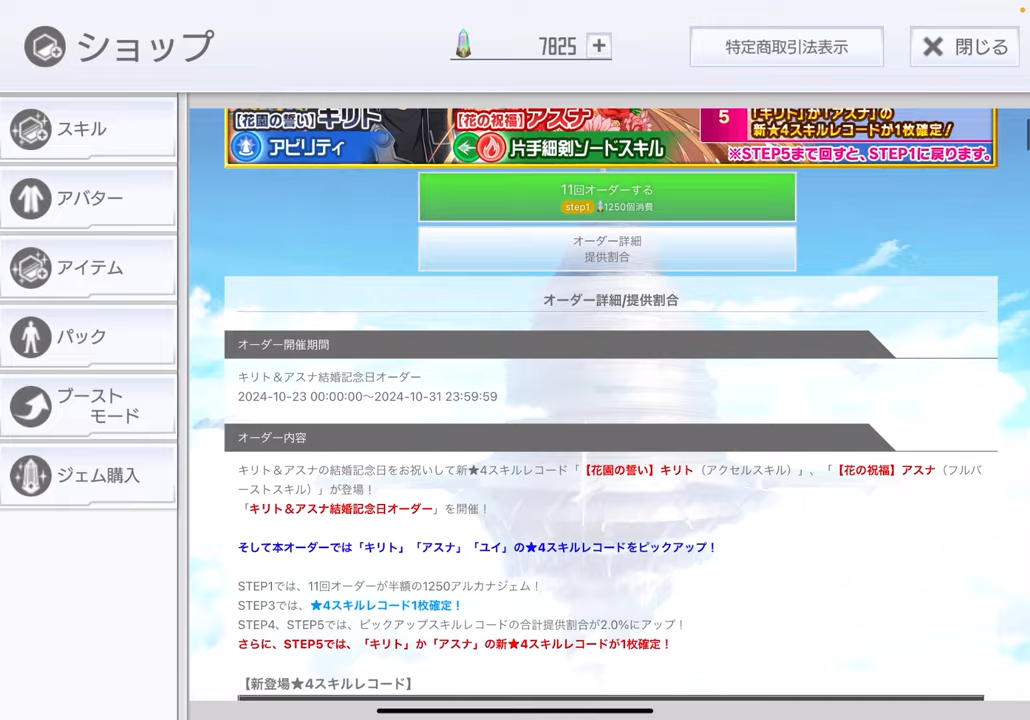 ショップ
7825
特定商取引法表示
閉じる
スキル
アバター
アイテム
パック
ブースト
モード
ジェム購入
【花園の誓い】キリト
アビリティ
【花の祝福】アスナ
片手細剣ソードスキル
5
「キリト」か「アスナ」の
新★4スキルレコードが1枚確定!
※STEP5まで回すと、STEP1に戻ります。
11回オーダーする
step1 1250個消費
オーダー詳細
提供割合
オーダー詳細/提供割合
オーダー開催期間
キリト＆アスナ結婚記念日オーダー
2024-10-23 00:00:00〜2024-10-31 23:59:59
オーダー内容
キリト＆アスナの結婚記念日をお祝いして新★4スキルレコード「【花園の誓い】キリト（アクセルスキル）」、「【花の祝福】アスナ（フルバ
ーストスキル）」が登場！
「キリト＆アスナ結婚記念日オーダー」を開催！
そして本オーダーでは「キリト」「アスナ」「ユイ」の★4スキルレコードをピックアップ！
STEP1では、11回オーダーが半額の1250アルカナジェム！
STEP3では、★4スキルレコード1枚確定！
STEP4、STEP5では、ピックアップスキルレコードの合計提供割合が2.0%にアップ！
さらに、STEP5では、「キリト」か「アスナ」の新★4スキルレコードが1枚確定！
【新登場★4スキルレコード】